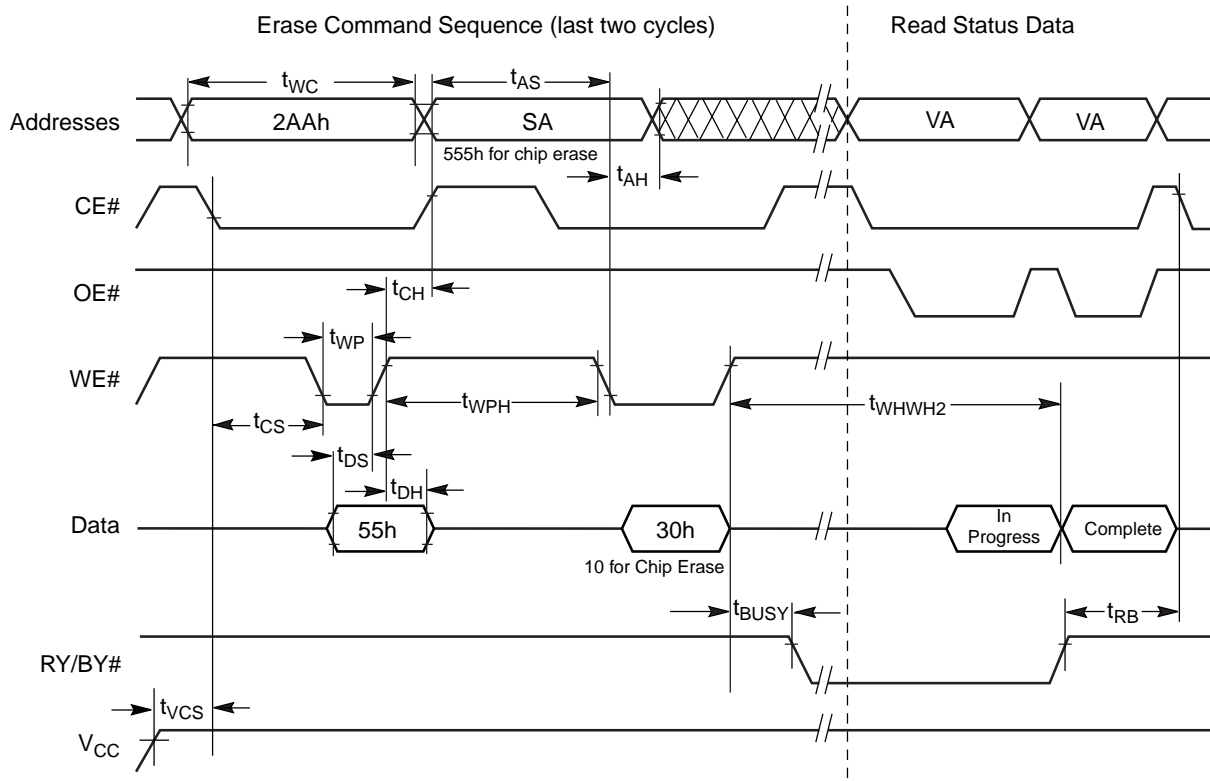 Erase Command Sequence (last two cycles)
Read Status Data
tWC
tAS
Addresses
2AAh
SA
VA
VA
555h for chip erase
tAH
CE#
OE#
tCH
tWP
WE#
tWPH
tWHWH2
tCS
tDS
tDH
Data
55h
30h
In
Progress
Complete
10 for Chip Erase
tBUSY
tRB
RY/BY#
tVCS
VCC